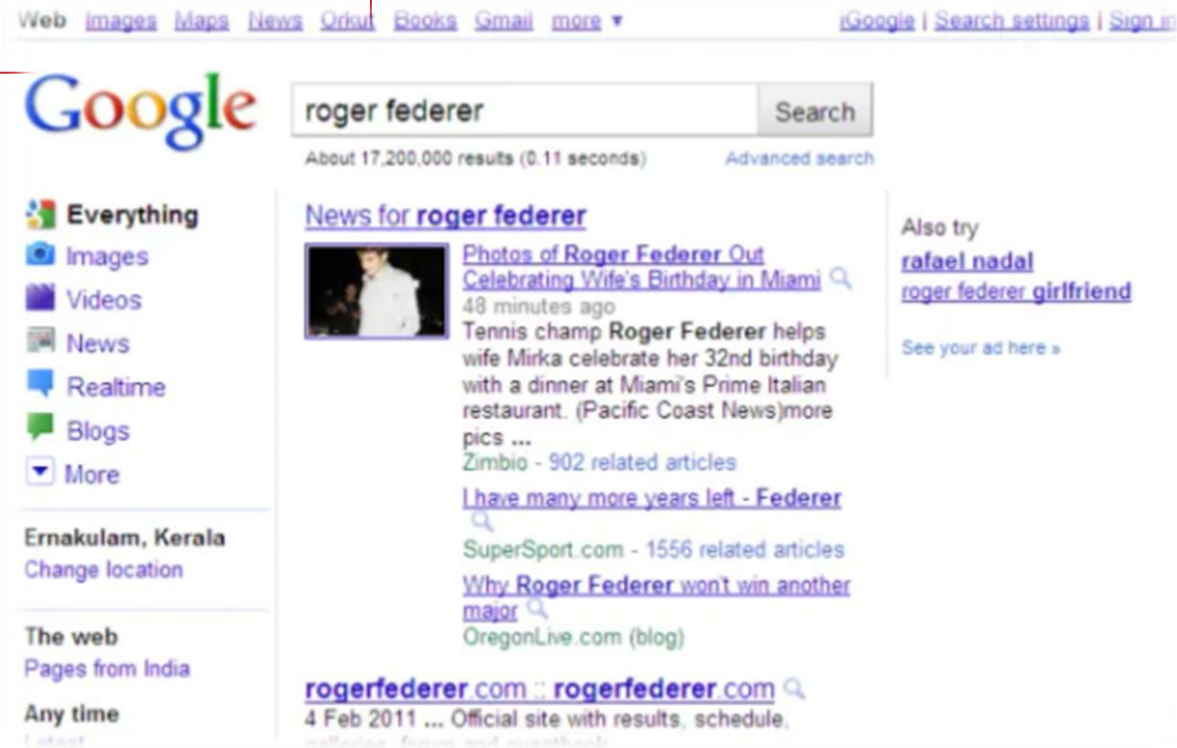 Web Images Maps News Orkut Books Gmail more ▼ iGoogle | Search settings | Sign in
Google
roger federer Search
About 17,200,000 results (0.11 seconds) Advanced search
Everything
Images
Videos
News
Realtime
Blogs
More
Ernakulam, Kerala
Change location
The web
Pages from India
Any time
Latest
News for roger federer
Photos of Roger Federer Out
Celebrating Wife's Birthday in Miami
48 minutes ago
Tennis champ Roger Federer helps
wife Mirka celebrate her 32nd birthday
with a dinner at Miami's Prime Italian
restaurant. (Pacific Coast News)more
pics ...
Zimbio - 902 related articles
I have many more years left - Federer
SuperSport.com - 1556 related articles
Why Roger Federer won't win another
major
OregonLive.com (blog)
rogerfederer.com :: rogerfederer.com
4 Feb 2011 ... Official site with results, schedule,
galleries, forum and guestbook
Also try
rafael nadal
roger federer girlfriend
See your ad here »